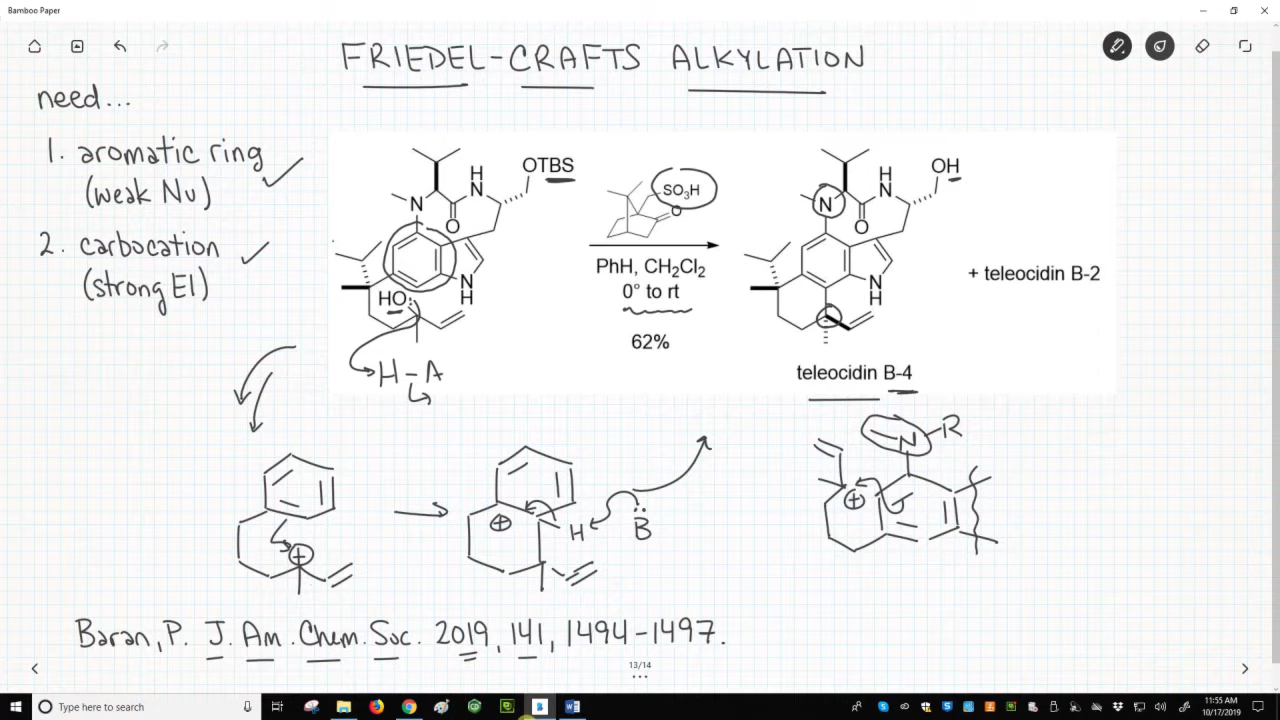 Bamboo Paper
FRIEDEL-CRAFTS ALKYLATION
need...
1. aromatic ring
(weak Nu)
2. carbocation
(strong El)
OTBS
H
N
N
O
HO
N
H
H-A
SO3H
O
PhH, CH2Cl2
0° to rt
62%
OH
H
N
N
O
N
H
+ teleocidin B-2
teleocidin B-4
N-R
+
+
+
H
B
Baran, P. J. Am. Chem. Soc. 2019, 141, 1494-1497.
13/14
Type here to search
11:55 AM
10/17/2019